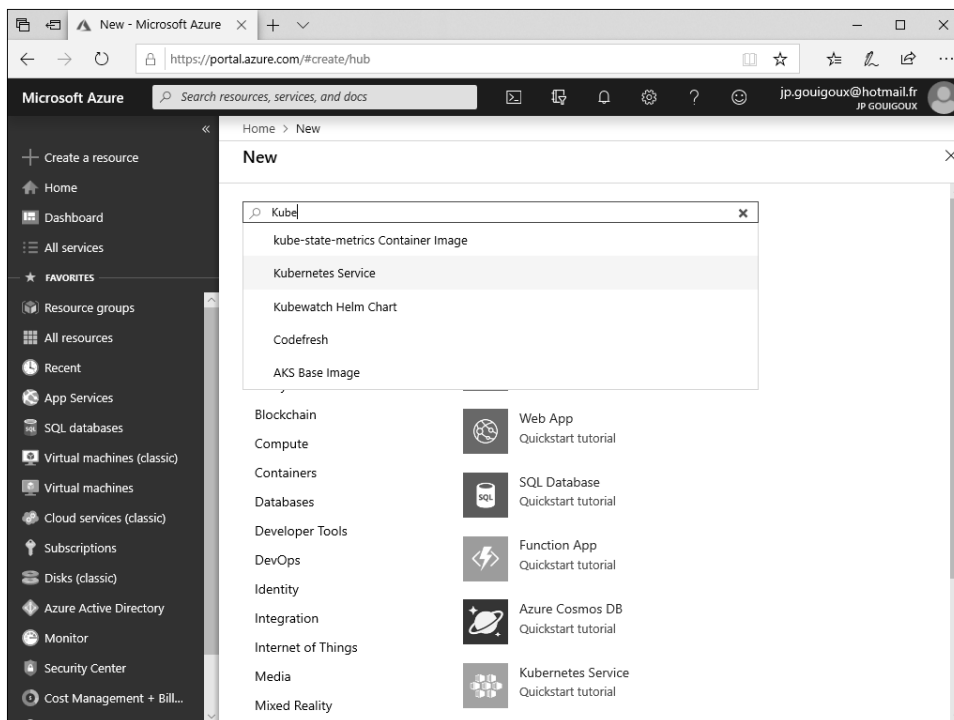 New - Microsoft Azure
https://portal.azure.com/#create/hub
Microsoft Azure
Search resources, services, and docs
jp.gouigoux@hotmail.fr
JP GOUIGOUX
Create a resource
Home
Dashboard
All services
FAVORITES
Resource groups
All resources
Recent
App Services
SQL databases
Virtual machines (classic)
Virtual machines
Cloud services (classic)
Subscriptions
Disks (classic)
Azure Active Directory
Monitor
Security Center
Cost Management + Bill...
Home > New
New
Kube
kube-state-metrics Container Image
Kubernetes Service
Kubewatch Helm Chart
Codefresh
AKS Base Image
Blockchain
Compute
Containers
Databases
Developer Tools
DevOps
Identity
Integration
Internet of Things
Media
Mixed Reality
Web App
Quickstart tutorial
SQL
SQL Database
Quickstart tutorial
Function App
Quickstart tutorial
Azure Cosmos DB
Quickstart tutorial
Kubernetes Service
Quickstart tutorial